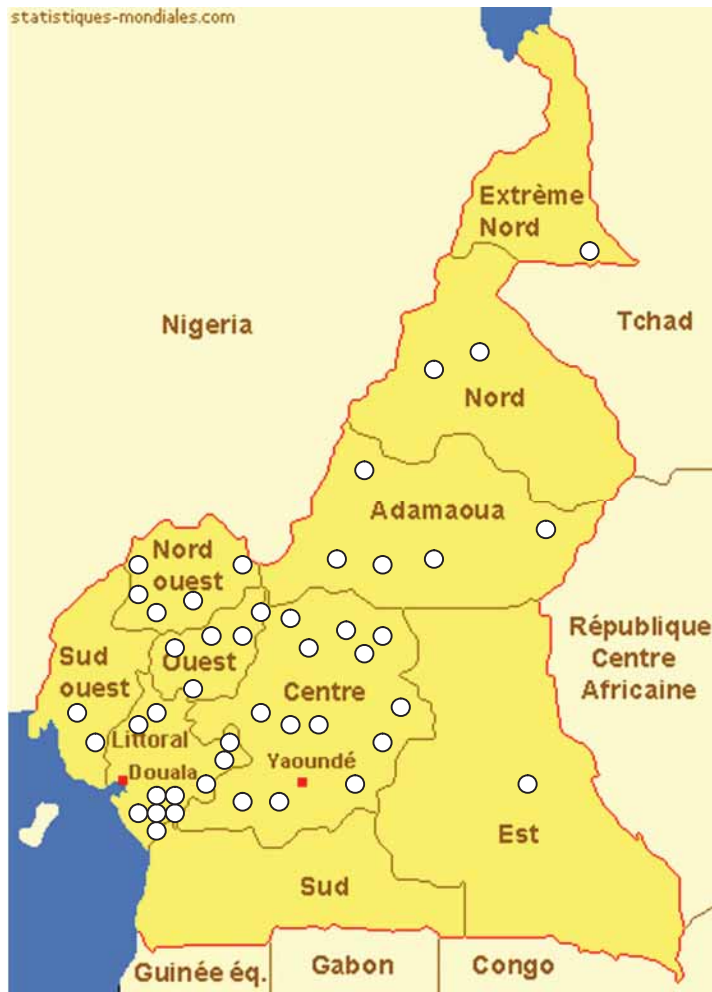 statistiques-mondiales.com
Extrème
Nord
Nigeria
Tchad
Nord
Adamaoua
Nord
ouest
République
Centre
Africaine
Sud
ouest
Ouest
Centre
Littoral
Yaoundé
Douala
Est
Sud
Guinée éq.
Gabon
Congo